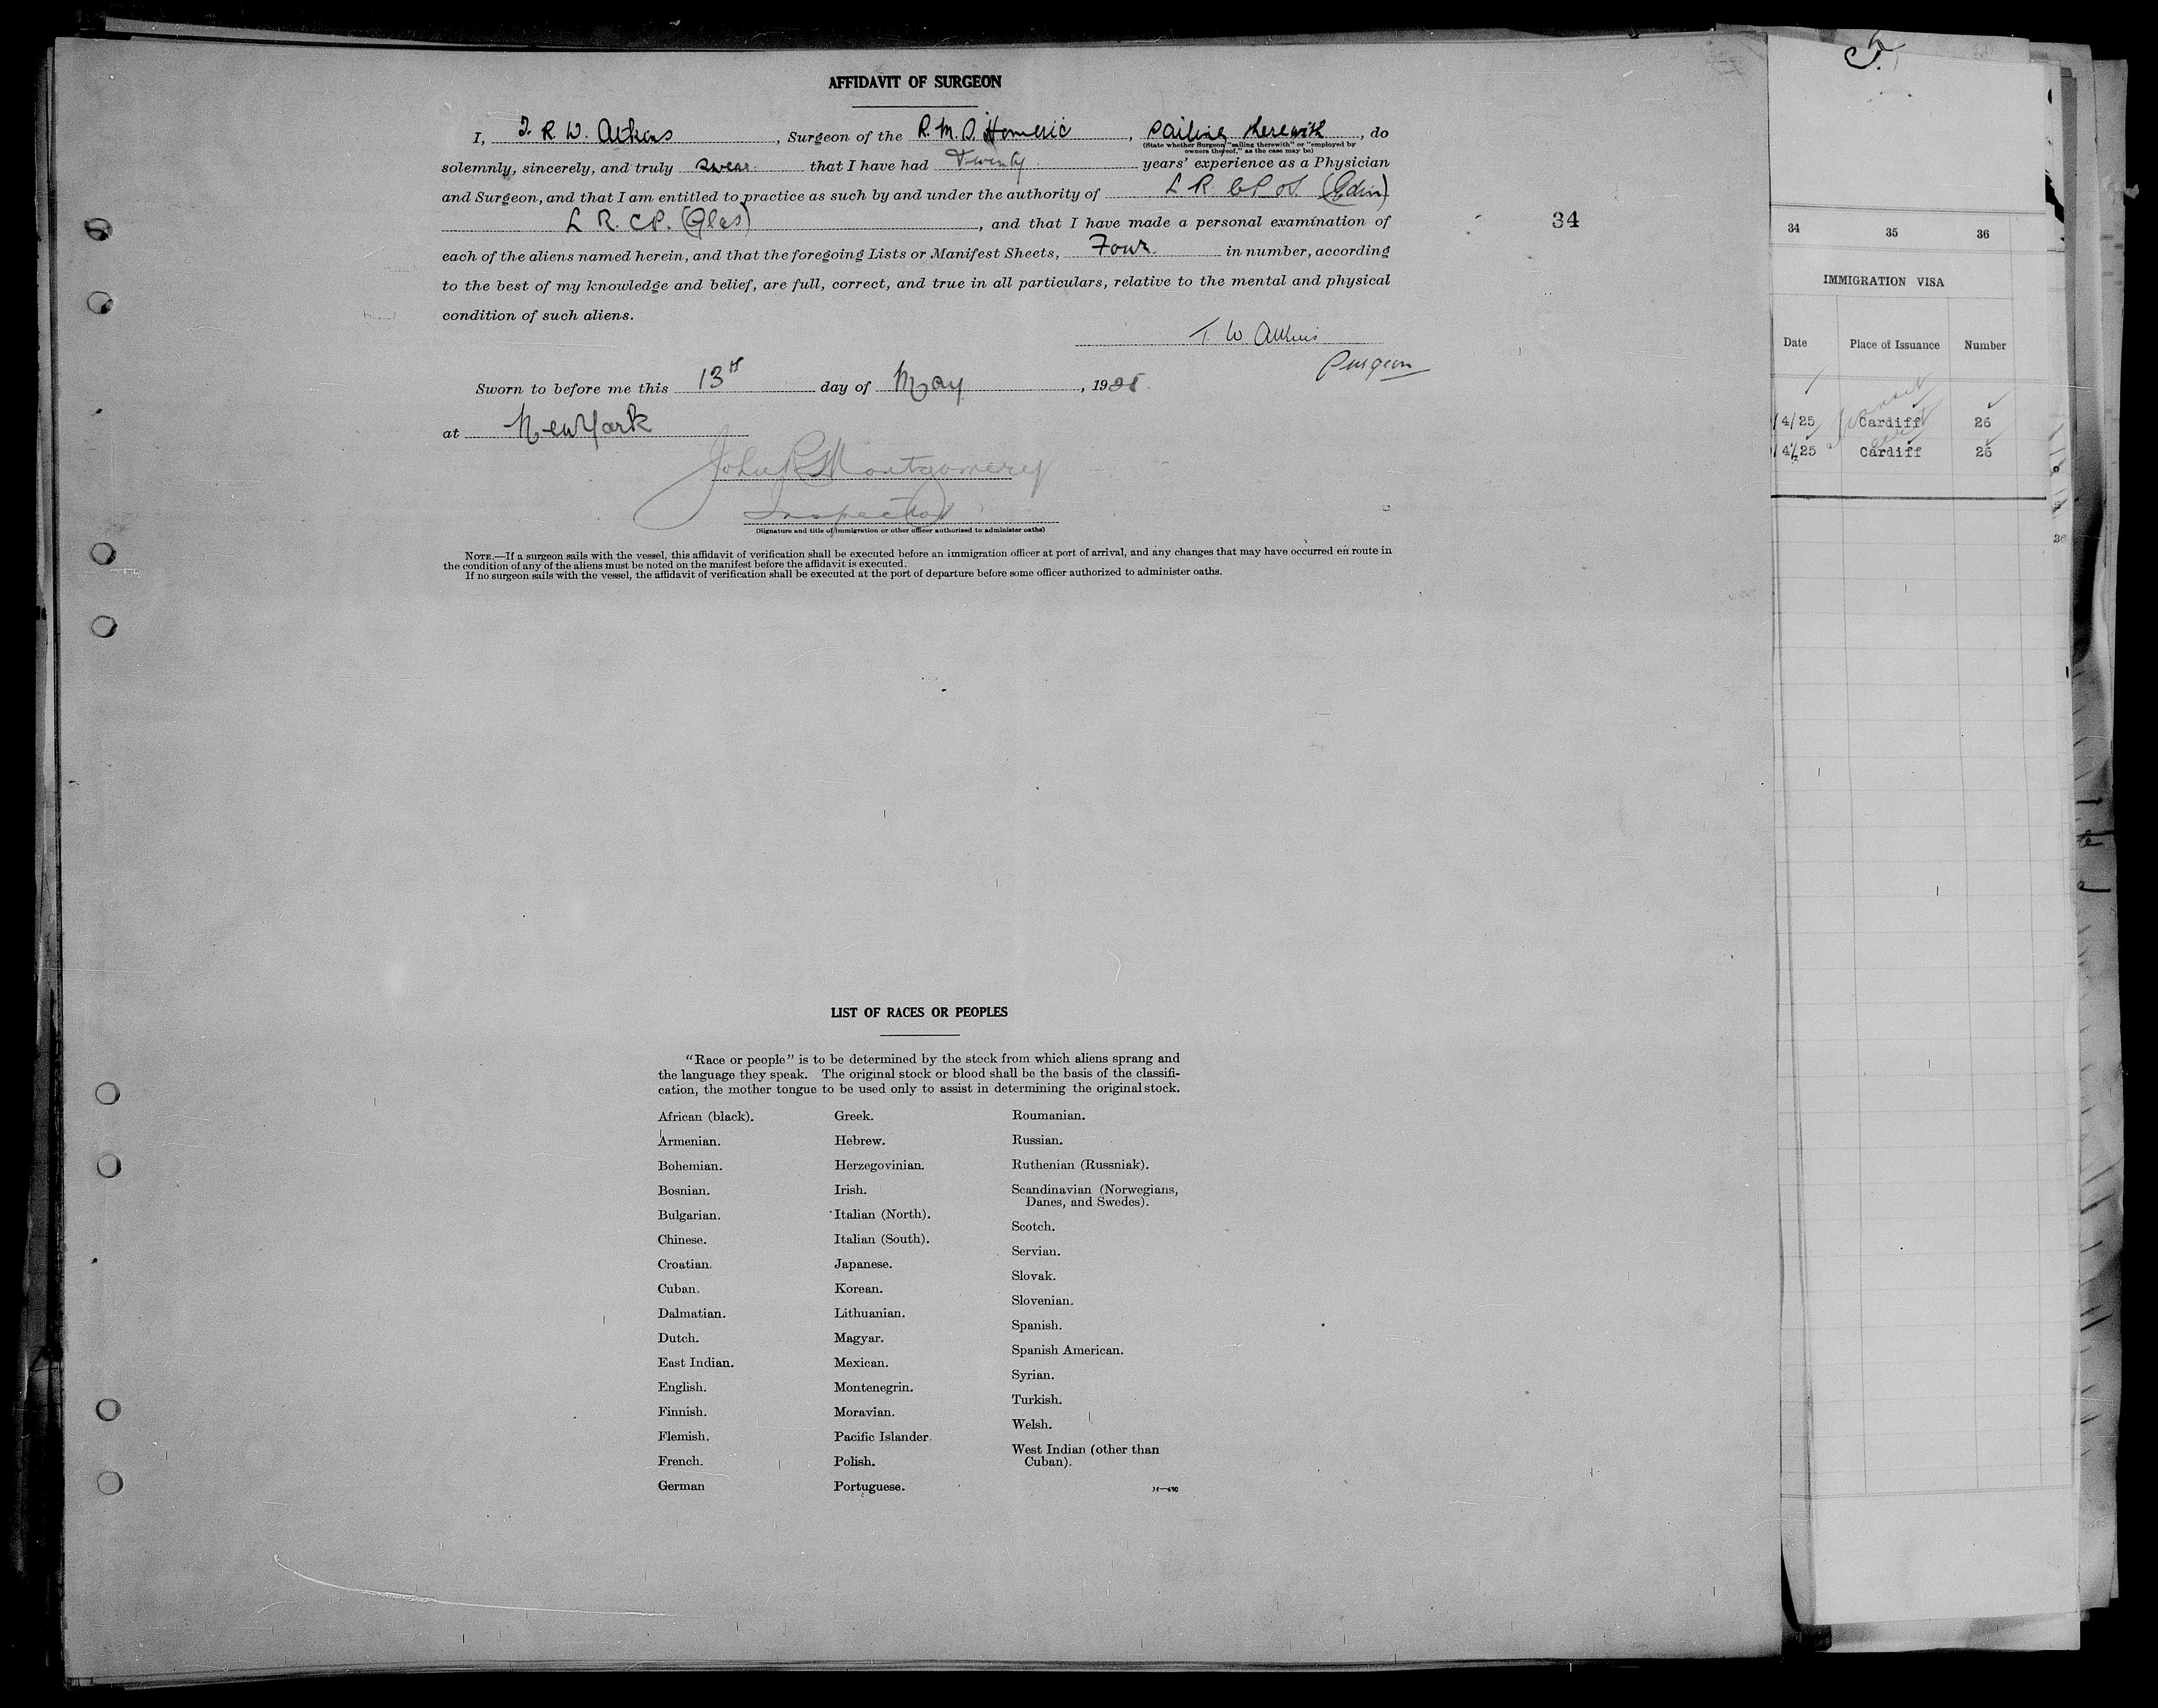 AFFIDAVIT OF SURGEON
I, T. R. W. Atkins, Surgeon of the R. M. S. Homeric, sailing therewith, do
(State whether Surgeon "sailing therewith" or "employed by
owners thereof," as the case may be)
solemnly, sincerely, and truly swear that I have had Twenty years' experience as a Physician
and Surgeon, and that I am entitled to practice as such by and under the authority of L R. C P. & S. (Edin)
L R. C P. (Glas), and that I have made a personal examination of
each of the aliens named herein, and that the foregoing Lists or Manifest Sheets, Four in number, according
to the best of my knowledge and belief, are full, correct, and true in all particulars, relative to the mental and physical
condition of such aliens.
T. W. Atkins
Surgeon
Sworn to before me this 13th day of May, 1925
at New York
John R Montgomery
Inspector
(Signature and title of immigration or other officer authorised to administer oaths)
NOTE.—If a surgeon sails with the vessel, this affidavit of verification shall be executed before an immigration officer at port of arrival, and any changes that may have occurred en route in
the condition of any of the aliens must be noted on the manifest before the affidavit is executed.
If no surgeon sails with the vessel, the affidavit of verification shall be executed at the port of departure before some officer authorized to administer oaths.
34
LIST OF RACES OR PEOPLES
"Race or people" is to be determined by the stock from which aliens sprang and
the language they speak. The original stock or blood shall be the basis of the classifi-
cation, the mother tongue to be used only to assist in determining the original stock.
African (black).
Armenian.
Bohemian.
Bosnian.
Bulgarian.
Chinese.
Croatian.
Cuban.
Dalmatian.
Dutch.
East Indian.
English.
Finnish.
Flemish.
French.
German
Greek.
Hebrew.
Herzegovinian.
Irish.
Italian (North).
Italian (South).
Japanese.
Korean.
Lithuanian.
Magyar.
Mexican.
Montenegrin.
Moravian.
Pacific Islander.
Polish.
Portuguese.
Roumanian.
Russian.
Ruthenian (Russniak).
Scandinavian (Norwegians,
Danes, and Swedes).
Scotch.
Servian.
Slovak.
Slovenian.
Spanish.
Spanish American.
Syrian.
Turkish.
Welsh.
West Indian (other than
Cuban).
34 35 36
IMMIGRATION VISA
Date Place of Issuance Number
/4/25 Cardiff 26
/4/25 Cardiff 26